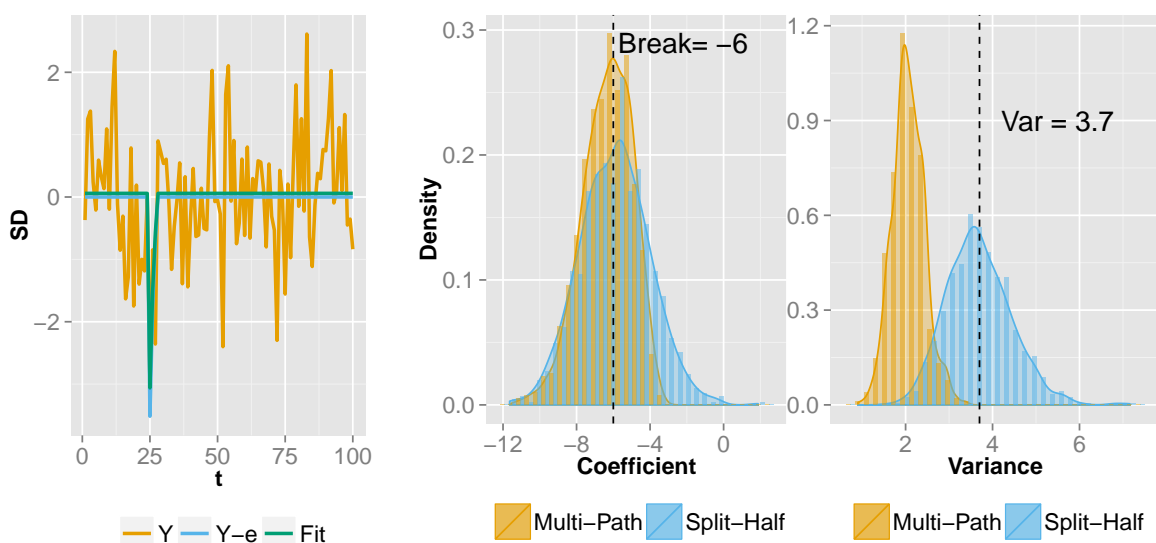 SD
2
0
−2
0
25
50
75
100
t
Y
Y−e
Fit
Density
0.3
0.2
0.1
0.0
Break= −6
−12
−8
−4
0
Coefficient
Multi−Path
Split−Half
1.2
0.9
0.6
0.3
0.0
Var = 3.7
2
4
6
Variance
Multi−Path
Split−Half